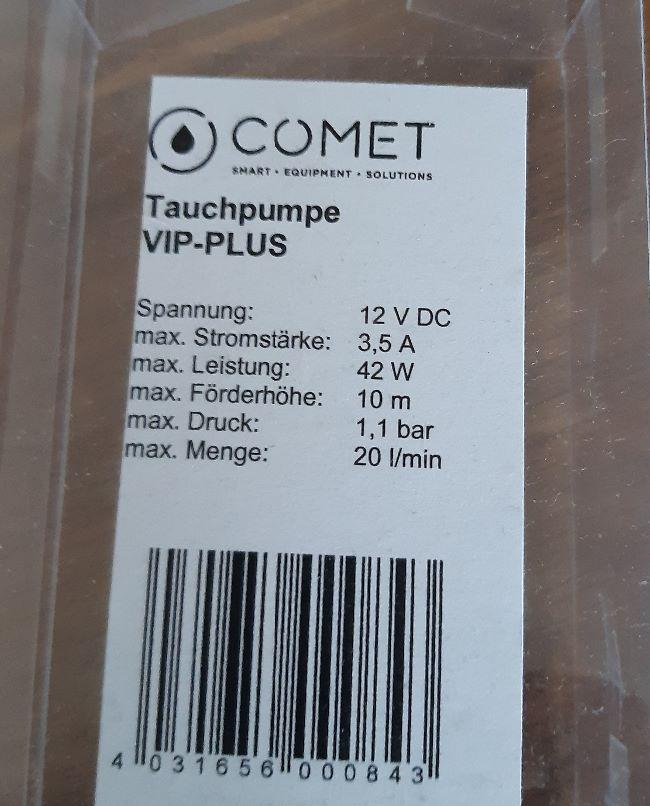 COMET
SMART • EQUIPMENT • SOLUTIONS
Tauchpumpe
VIP-PLUS
Spannung: 12 V DC
max. Stromstärke: 3,5 A
max. Leistung: 42 W
max. Förderhöhe: 10 m
max. Druck: 1,1 bar
max. Menge: 20 l/min
4 031656 000843